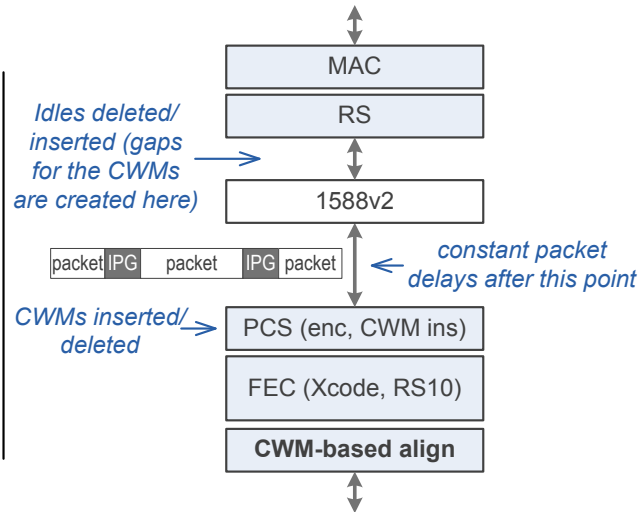 MAC
RS
Idles deleted/
inserted (gaps
for the CWMs
are created here)
1588v2
packet IPG packet IPG packet
constant packet
delays after this point
CWMs inserted/
deleted
PCS (enc, CWM ins)
FEC (Xcode, RS10)
CWM-based align